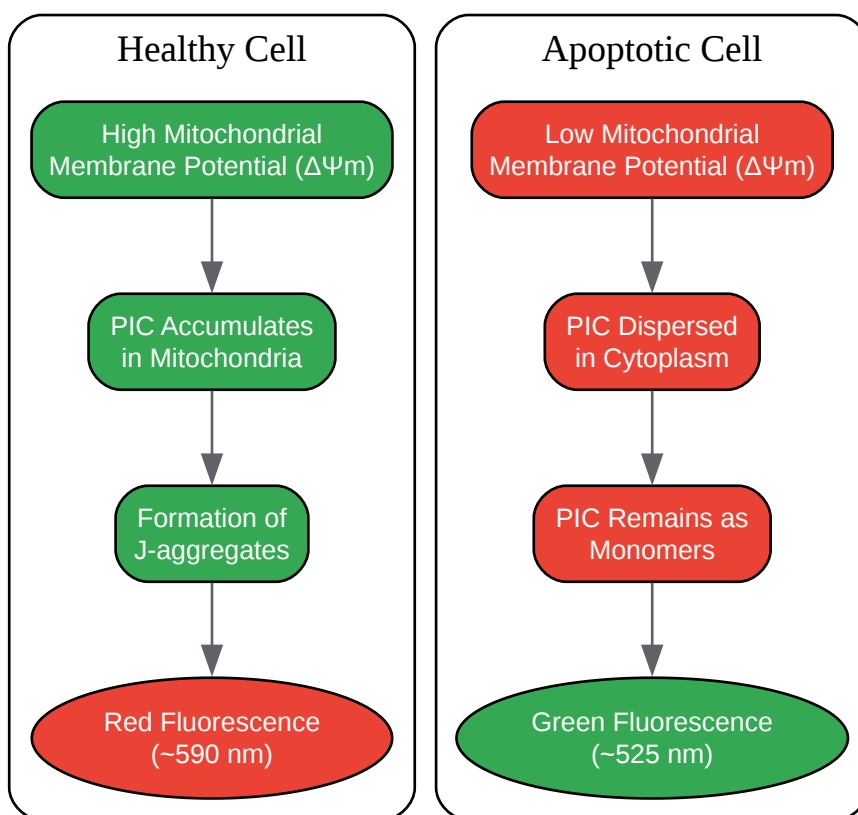 Healthy Cell
High Mitochondrial
Membrane Potential (ΔΨm)
PIC Accumulates
in Mitochondria
Formation of
J-aggregates
Red Fluorescence
(~590 nm)
Apoptotic Cell
Low Mitochondrial
Membrane Potential (ΔΨm)
PIC Dispersed
in Cytoplasm
PIC Remains as
Monomers
Green Fluorescence
(~525 nm)